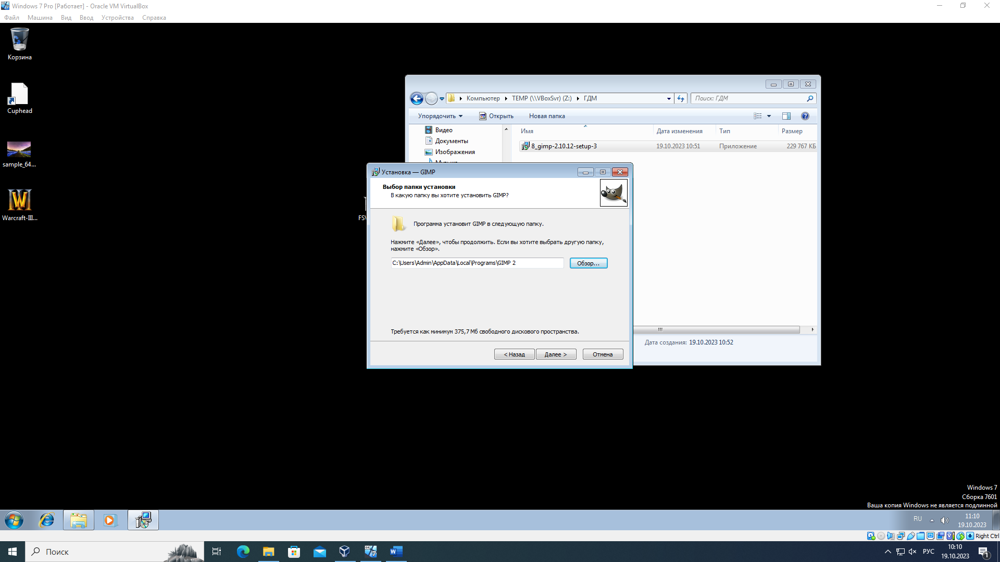 Windows 7 Pro [Работает] - Oracle VM VirtualBox
Файл Машина Вид Ввод Устройства Справка
Корзина
Cuphead
sample_64...
Warcraft-III...
Компьютер TEMP (\\VBoxSvr) (Z:) ГДМ
Поиск: ГДМ
Упорядочить Открыть Новая папка
Видео
Документы
Изображения
Имя Дата изменения Тип Размер
8_gimp-2.10.12-setup-3 19.10.2023 10:51 Приложение 229 767 КБ
Установка — GIMP
Выбор папки установки
В какую папку вы хотите установить GIMP?
Программа установит GIMP в следующую папку.
Нажмите «Далее», чтобы продолжить. Если вы хотите выбрать другую папку,
нажмите «Обзор».
C:\Users\Admin\AppData\Local\Programs\GIMP 2
Обзор...
Требуется как минимум 375,7 Мб свободного дискового пространства.
< Назад Далее > Отмена
Дата создания: 19.10.2023 10:52
Windows 7
Сборка 7601
Ваша копия Windows не является подлинной
RU
11:10
19.10.2023
Right Ctrl
Поиск
РУС
10:10
19.10.2023
1